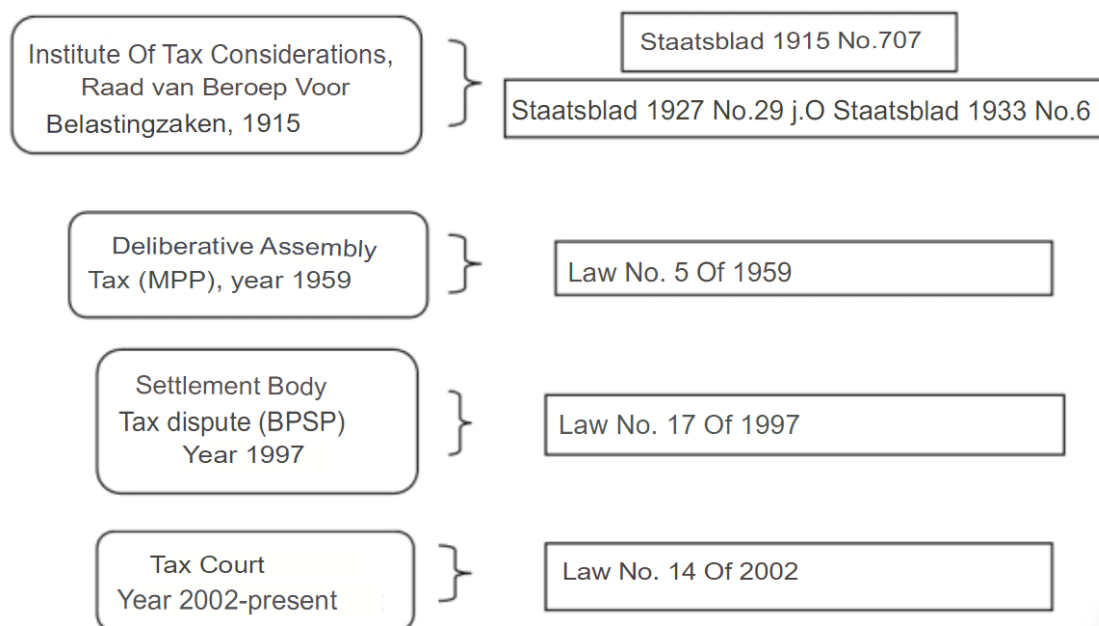 Institute Of Tax Considerations,
Raad van Beroep Voor
Belastingzaken, 1915
Staatsblad 1915 No.707
Staatsblad 1927 No.29 j.O Staatsblad 1933 No.6
Deliberative Assembly
Tax (MPP), year 1959
Law No. 5 Of 1959
Settlement Body
Tax dispute (BPSP)
Year 1997
Law No. 17 Of 1997
Tax Court
Year 2002-present
Law No. 14 Of 2002